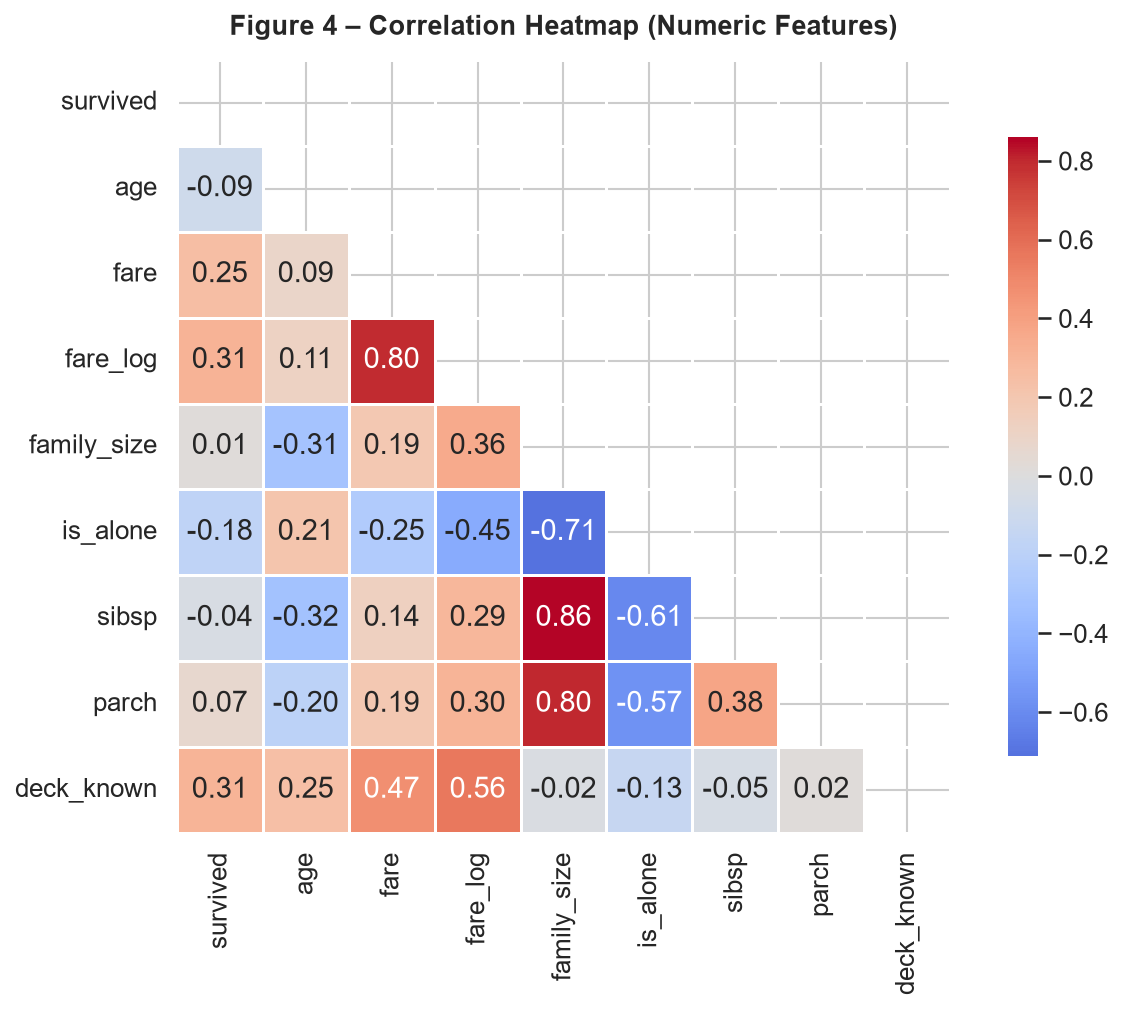 Figure 4 – Correlation Heatmap (Numeric Features)
survived
age -0.09
fare 0.25 0.09
fare_log 0.31 0.11 0.80
family_size 0.01 -0.31 0.19 0.36
is_alone -0.18 0.21 -0.25 -0.45 -0.71
sibsp -0.04 -0.32 0.14 0.29 0.86 -0.61
parch 0.07 -0.20 0.19 0.30 0.80 -0.57 0.38
deck_known 0.31 0.25 0.47 0.56 -0.02 -0.13 -0.05 0.02
survived
age
fare
fare_log
family_size
is_alone
sibsp
parch
deck_known
0.8
0.6
0.4
0.2
0.0
−0.2
−0.4
−0.6